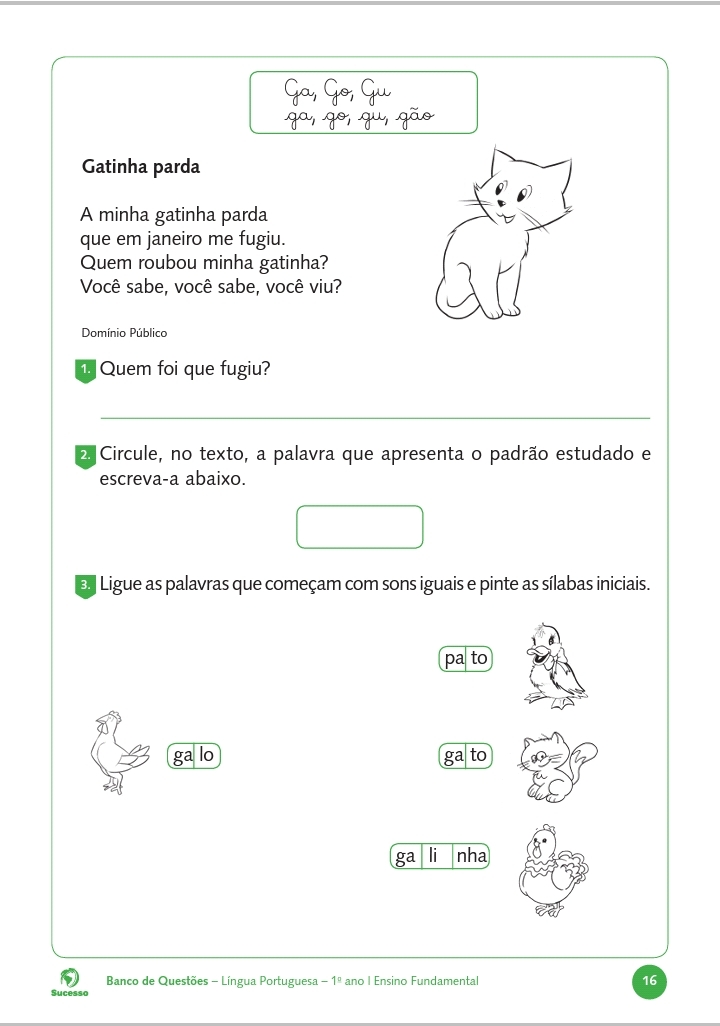 Ga, Go, Gu
ga, go, gu, gão
Gatinha parda
A minha gatinha parda
que em janeiro me fugiu.
Quem roubou minha gatinha?
Você sabe, você sabe, você viu?
Domínio Público
1. Quem foi que fugiu?
2. Circule, no texto, a palavra que apresenta o padrão estudado e
escreva-a abaixo.
3. Ligue as palavras que começam com sons iguais e pinte as sílabas iniciais.
pa to
ga lo
ga to
ga li nha
Sucesso
Banco de Questões – Língua Portuguesa – 1º ano | Ensino Fundamental
16